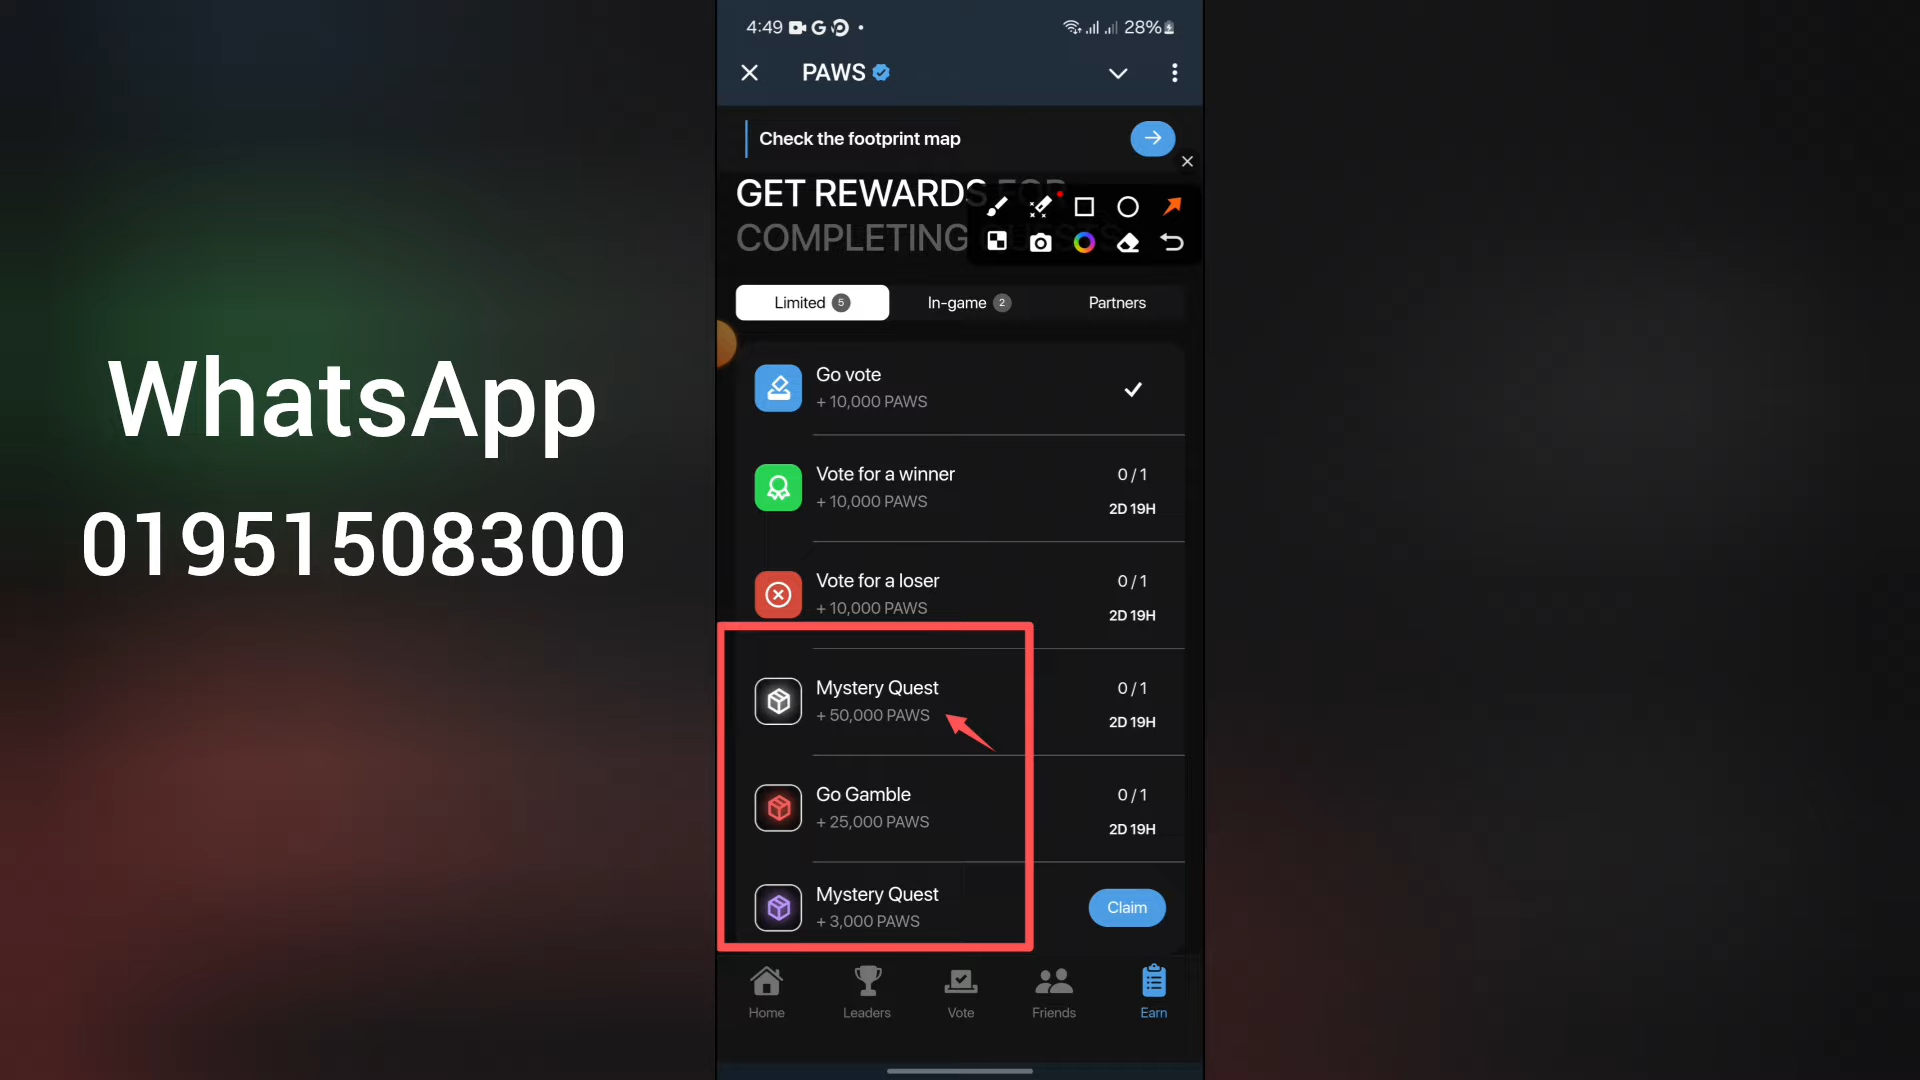 WhatsApp
01951508300
4:49
28%
PAWS
Check the footprint map
GET REWARDS FOR
COMPLETING
Limited 5
In-game 2
Partners
Go vote
+ 10,000 PAWS
Vote for a winner
+ 10,000 PAWS
0 / 1
2D 19H
Vote for a loser
+ 10,000 PAWS
0 / 1
2D 19H
Mystery Quest
+ 50,000 PAWS
0 / 1
2D 19H
Go Gamble
+ 25,000 PAWS
0 / 1
2D 19H
Mystery Quest
+ 3,000 PAWS
Claim
Home
Leaders
Vote
Friends
Earn